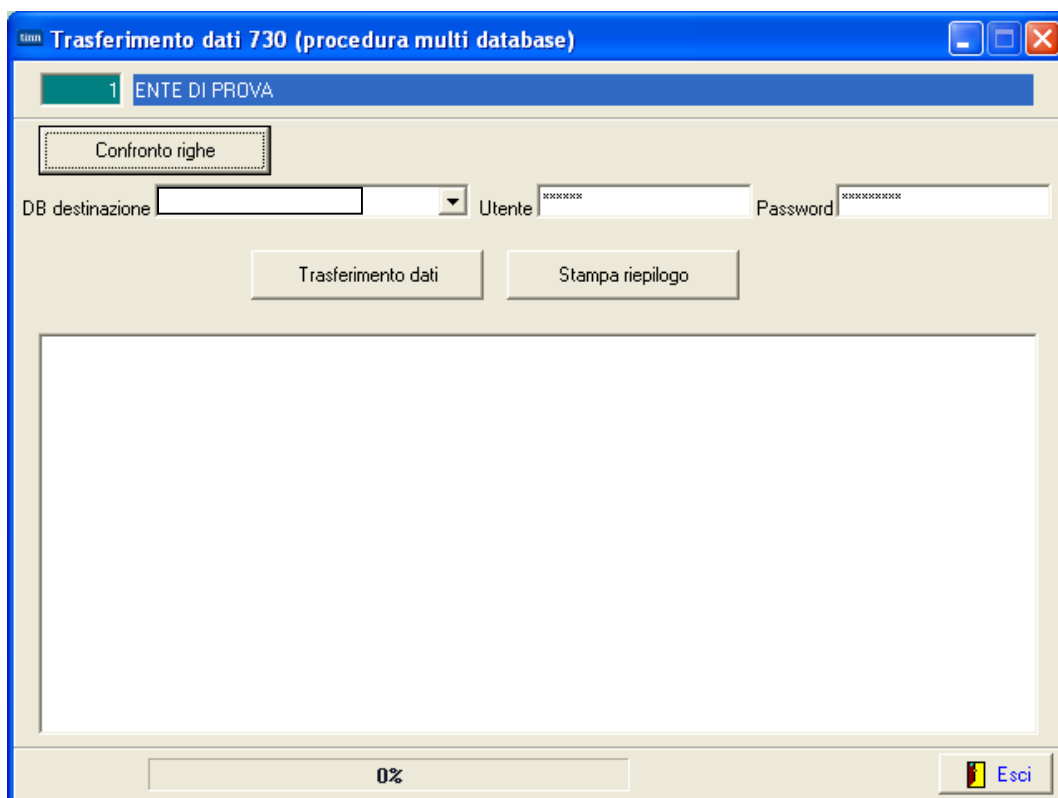 tinn Trasferimento dati 730 (procedura multi database)
1 ENTE DI PROVA
Confronto righe
DB destinazione Utente ****** Password *********
Trasferimento dati Stampa riepilogo
0% Esci